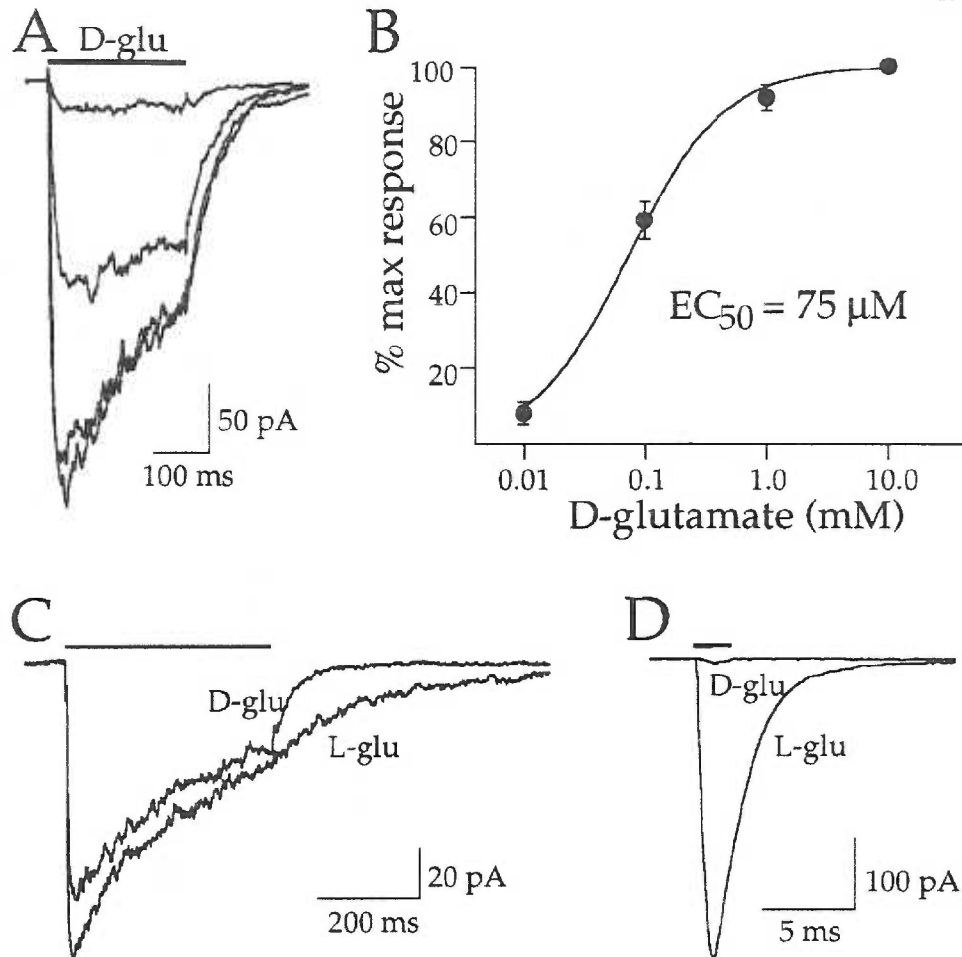 A
D-glu
50 pA
100 ms
B
% max response
100
80
60
40
20
EC50 = 75 µM
0.01 0.1 1.0 10.0
D-glutamate (mM)
C
D-glu
L-glu
20 pA
200 ms
D
D-glu
L-glu
100 pA
5 ms